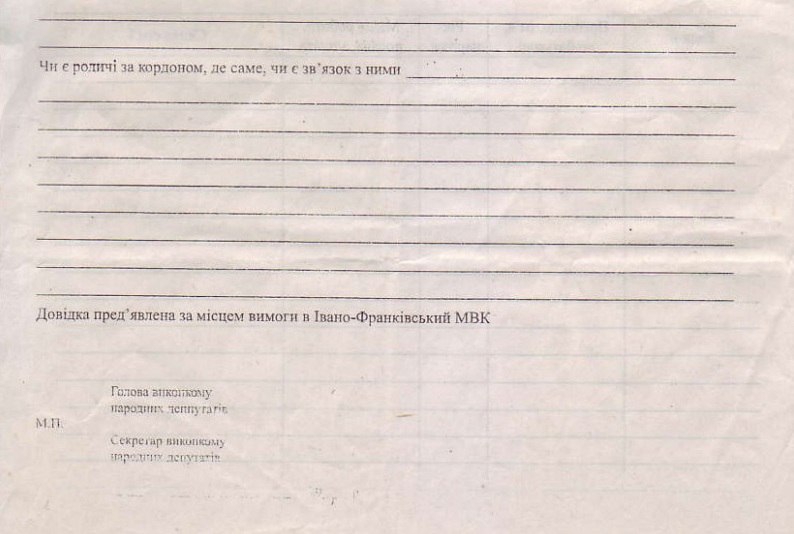 Чи є родичі за кордоном, де саме, чи є зв’язок з ними
Довідка пред’явлена за місцем вимоги в Івано-Франківський МВК
Голова виконкому
народних деппутатів
М.П.
Секретар виконкому
народних депутатів